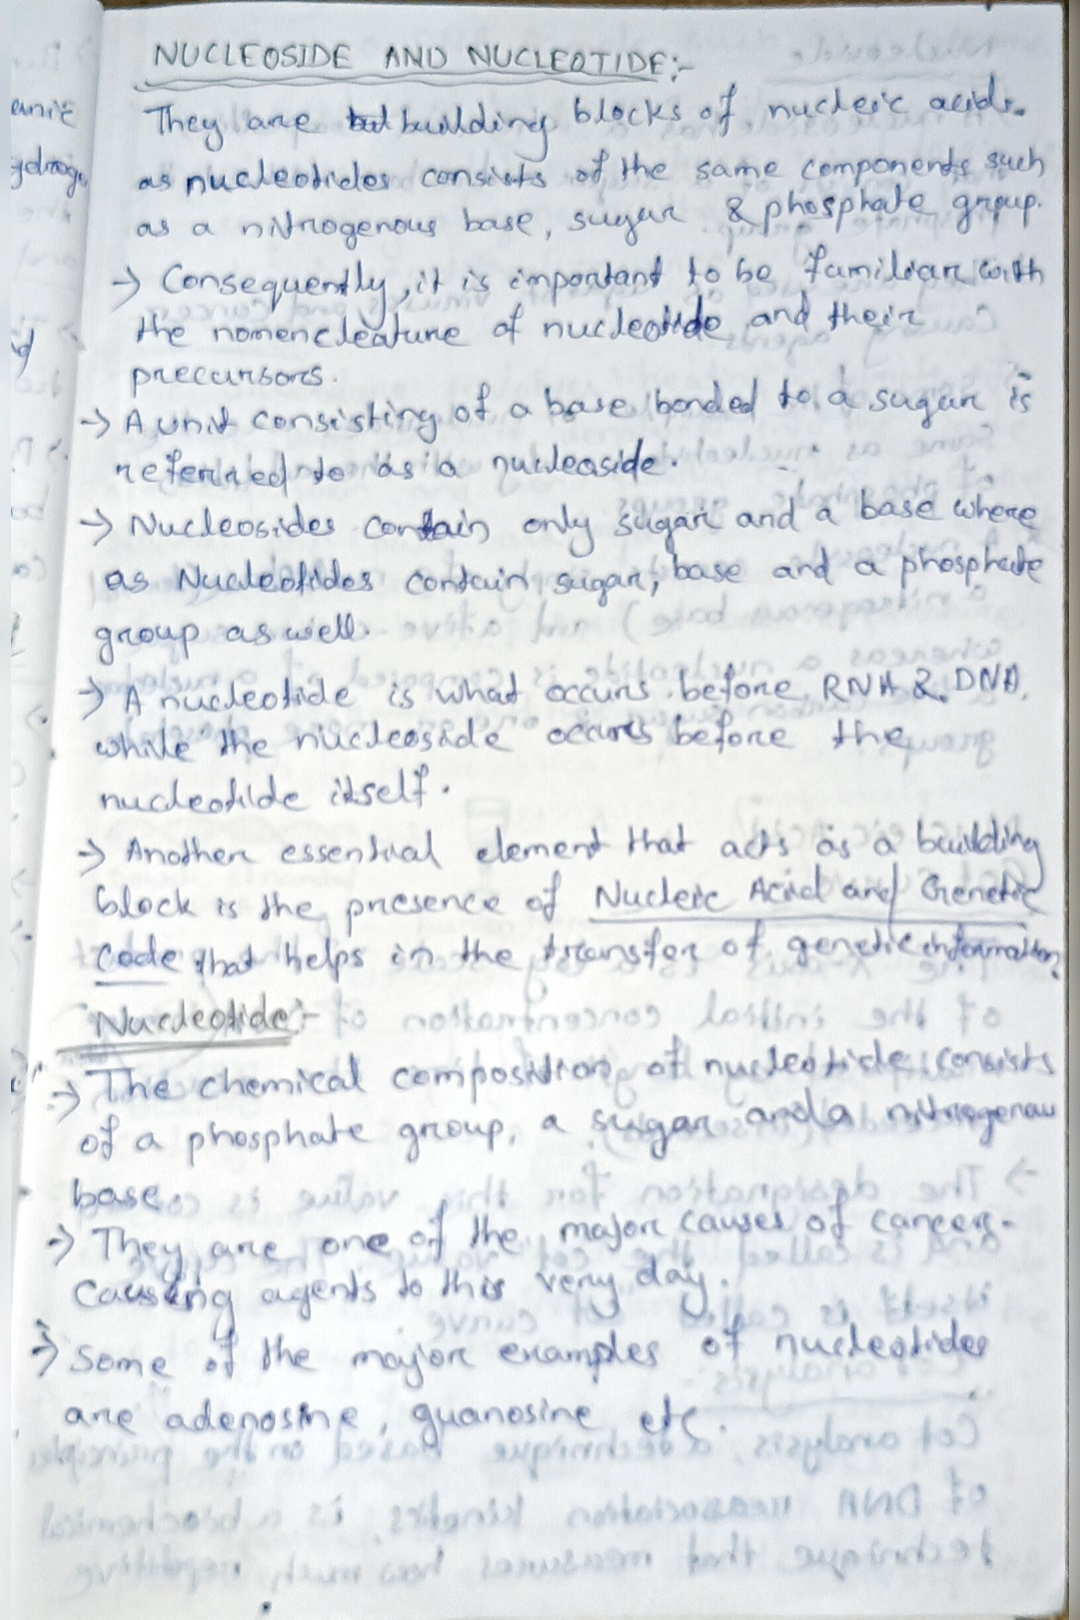 NUCLEOSIDE AND NUCLEOTIDE:-
They are building blocks of nucleic acids.
as nucleotides consists of the same components such
as a nitrogenous base, sugar & phosphate group.
→ Consequently, it is important to be familiar with
the nomencleature of nucleotide and their
precursors.
→ A unit consisting of a base bonded to a sugar is
referred to as a nucleoside.
→ Nucleosides contain only sugar and a base where
as Nucleotides contain sugar, base and a phosphate
group as well.
→ A nucleotide is what occurs before RNA & DNA.
while the nucleoside occurs before the
nucleotide itself.
→ Another essential element that acts as a building
block is the presence of Nucleic Acid and Genetic
Code that helps in the transfer of genetic information.
Nucleotide:-
→ The chemical composition of nucleotide consists
of a phosphate group, a sugar and a nitrogenous
base
→ They are one of the major causes of cancer-
causing agents to this very day.
→ Some of the major examples of nucleotides
are adenosine, guanosine etc.